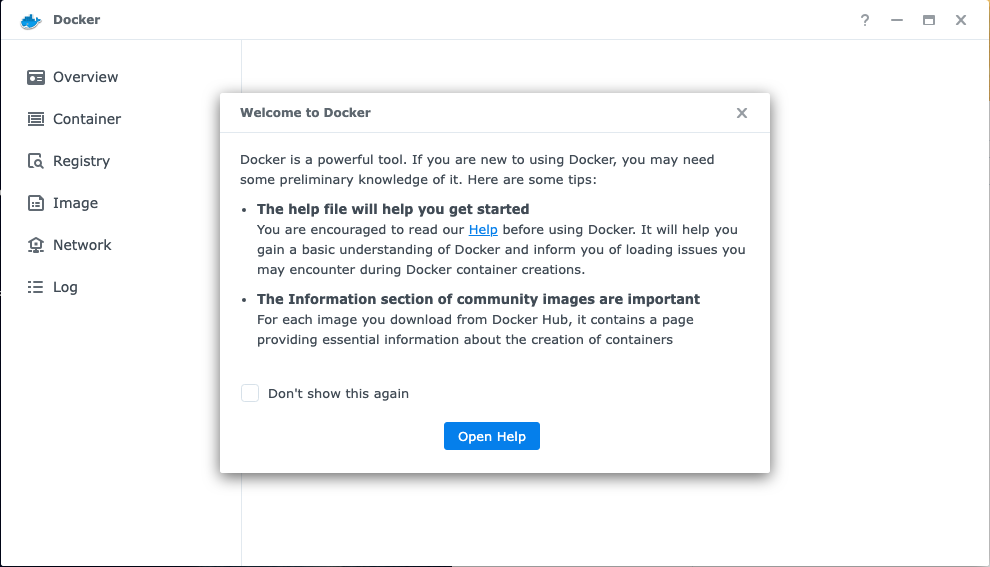 Docker
?
Overview
Container
Registry
Image
Network
Log
Welcome to Docker
Docker is a powerful tool. If you are new to using Docker, you may need
some preliminary knowledge of it. Here are some tips:
• The help file will help you get started
You are encouraged to read our Help before using Docker. It will help you
gain a basic understanding of Docker and inform you of loading issues you
may encounter during Docker container creations.
• The Information section of community images are important
For each image you download from Docker Hub, it contains a page
providing essential information about the creation of containers
Don't show this again
Open Help